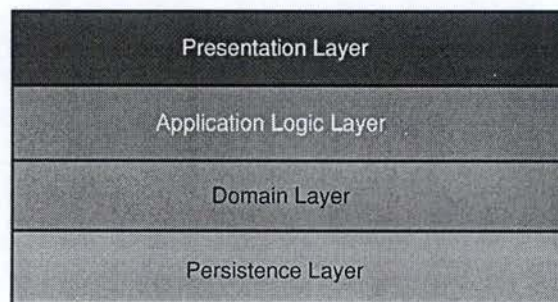 Presentation Layer
Application Logic Layer
Domain Layer
Persistence Layer